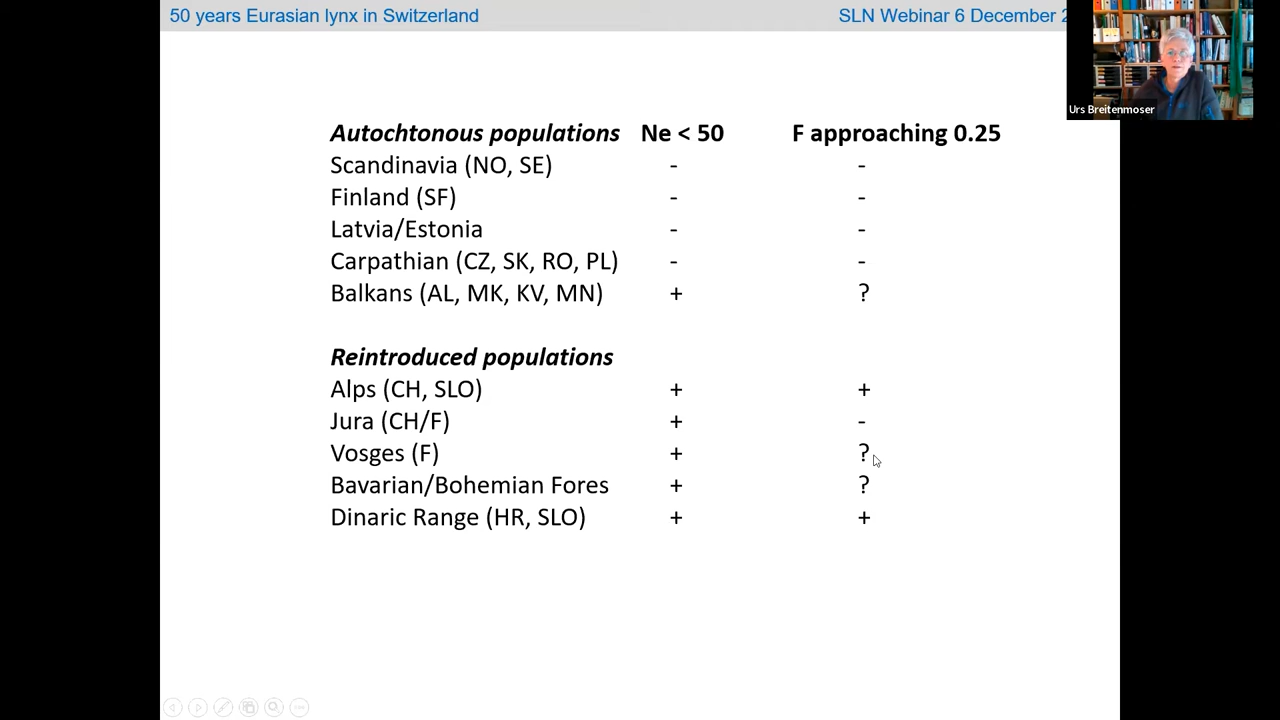 50 years Eurasian lynx in Switzerland SLN Webinar 6 December
Urs Breitenmoser
Autochtonous populations Ne < 50 F approaching 0.25
Scandinavia (NO, SE) - -
Finland (SF) - -
Latvia/Estonia - -
Carpathian (CZ, SK, RO, PL) - -
Balkans (AL, MK, KV, MN) + ?
Reintroduced populations
Alps (CH, SLO) + +
Jura (CH/F) + -
Vosges (F) + ?
Bavarian/Bohemian Fores + ?
Dinaric Range (HR, SLO) + +